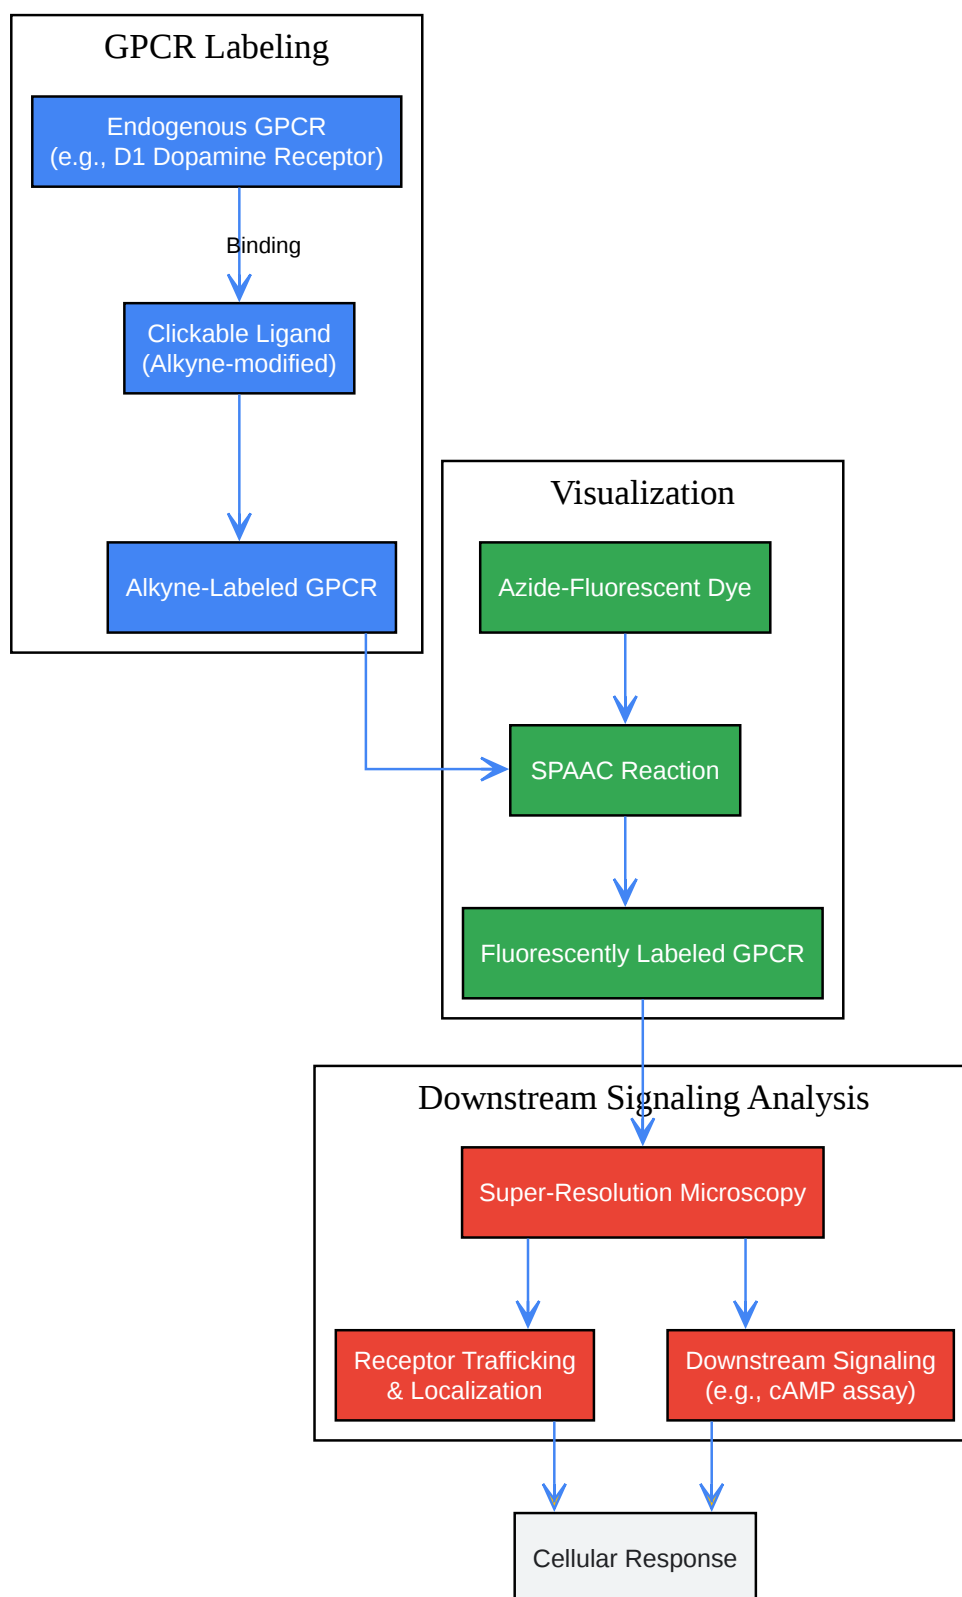 GPCR Labeling
Endogenous GPCR
(e.g., D1 Dopamine Receptor)
Binding
Clickable Ligand
(Alkyne-modified)
Alkyne-Labeled GPCR
Visualization
Azide-Fluorescent Dye
SPAAC Reaction
Fluorescently Labeled GPCR
Downstream Signaling Analysis
Super-Resolution Microscopy
Receptor Trafficking
& Localization
Downstream Signaling
(e.g., cAMP assay)
Cellular Response